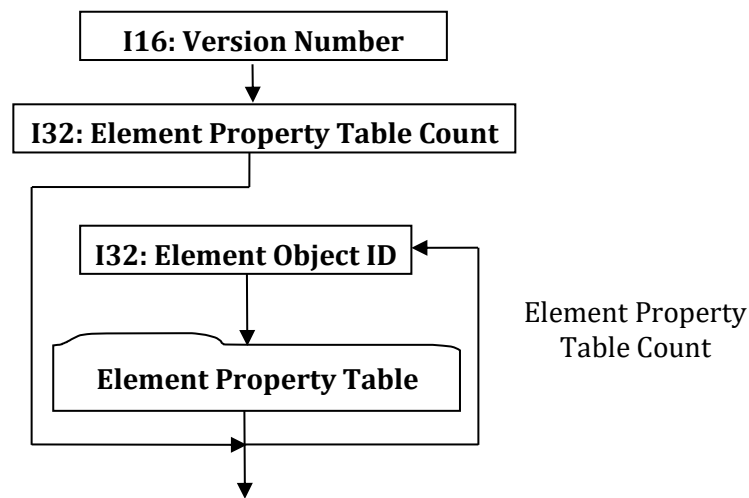 I16: Version Number
I32: Element Property Table Count
I32: Element Object ID
Element Property
Table Count
Element Property Table